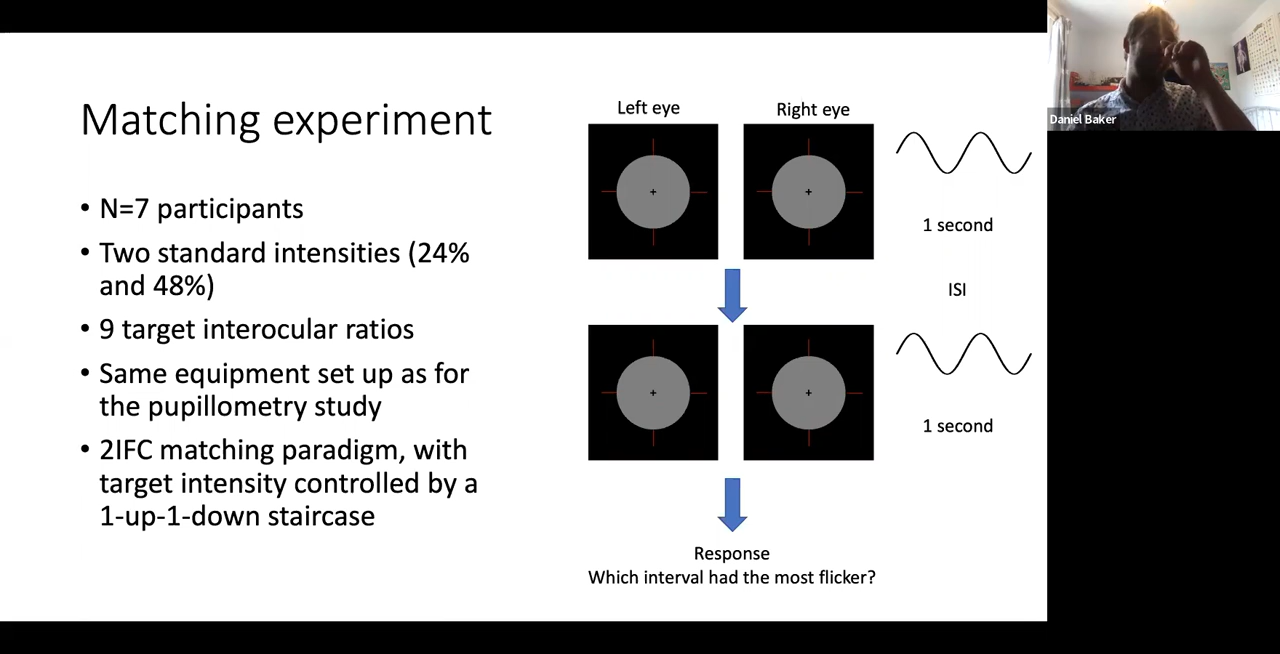 Matching experiment
• N=7 participants
• Two standard intensities (24%
and 48%)
• 9 target interocular ratios
• Same equipment set up as for
the pupillometry study
• 2IFC matching paradigm, with
target intensity controlled by a
1-up-1-down staircase
Left eye
Right eye
1 second
ISI
1 second
Response
Which interval had the most flicker?
Daniel Baker